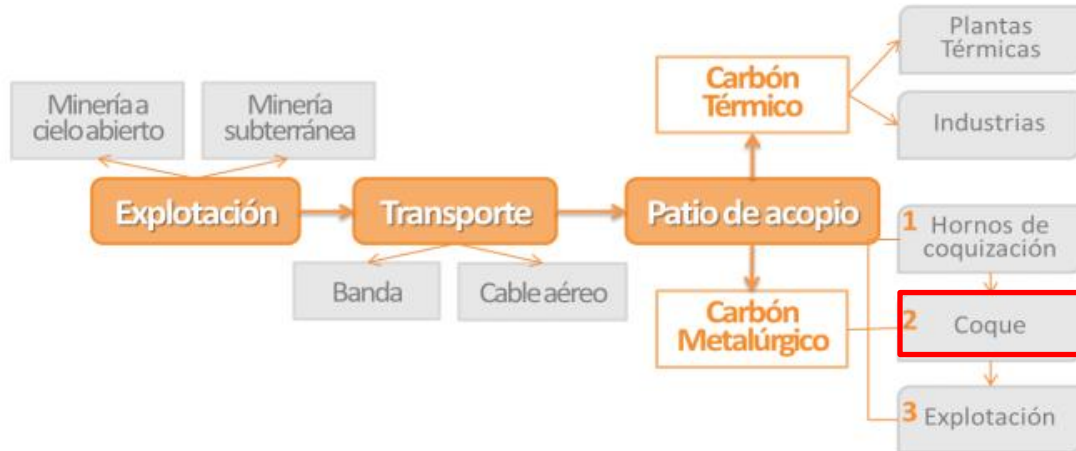 Plantas
Térmicas
Carbón
Térmico
Industrias
Minería a
cielo abierto
Minería
subterránea
Explotación
Transporte
Patio de acopio
Banda
Cable aéreo
Carbón
Metalúrgico
1 Hornos de
coquización
2 Coque
3 Explotación